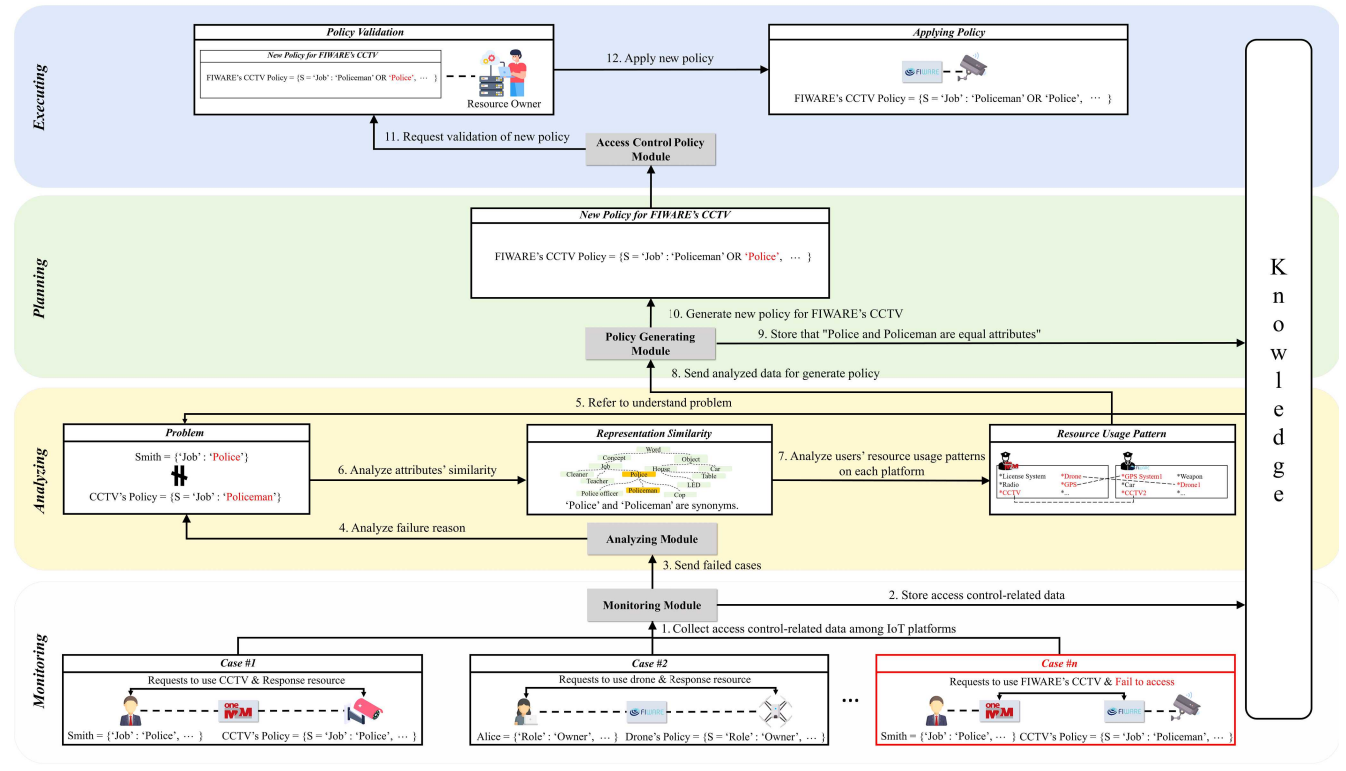 Executing
Policy Validation
New Policy for FIWARE's CCTV
FIWARE's CCTV Policy = {S = 'Job' : 'Policeman' OR 'Police', ⋯ }
Resource Owner
12. Apply new policy
Applying Policy
FIWARE
FIWARE's CCTV Policy = {S = 'Job' : 'Policeman' OR 'Police', ⋯ }
11. Request validation of new policy
Access Control Policy
Module
Knowledge
Planning
New Policy for FIWARE's CCTV
FIWARE's CCTV Policy = {S = 'Job' : 'Policeman' OR 'Police', ⋯ }
10. Generate new policy for FIWARE's CCTV
Policy Generating
Module
9. Store that "Police and Policeman are equal attributes"
8. Send analyzed data for generate policy
Analyzing
5. Refer to understand problem
Problem
Smith = {'Job' : 'Police'}
CCTV's Policy = {S = 'Job' : 'Policeman'}
6. Analyze attributes' similarity
Representation Similarity
Word
Concept
Object
Job
House
Car
Cleaner
Police
Table
Teacher
LED
Police officer
Policeman
Cop
'Police' and 'Policeman' are synonyms.
7. Analyze users' resource usage patterns
on each platform
Resource Usage Pattern
*License System
*Drone
*GPS System1
*Weapon
*Radio
*GPS
*Car
*Drone1
*CCTV
*...
*CCTV2
*...
4. Analyze failure reason
Analyzing Module
3. Send failed cases
Monitoring
Monitoring Module
2. Store access control-related data
1. Collect access control-related data among IoT platforms
Case #1
Requests to use CCTV & Response resource
one
M2M
Smith = {'Job' : 'Police', ⋯ }
CCTV's Policy = {S = 'Job' : 'Police', ⋯ }
Case #2
Requests to use drone & Response resource
FIWARE
Alice = {'Role' : 'Owner', ⋯ }
Drone's Policy = {S = 'Role' : 'Owner', ⋯ }
...
Case #n
Requests to use FIWARE's CCTV & Fail to access
one
M2M
FIWARE
Smith = {'Job' : 'Police', ⋯ }
CCTV's Policy = {S = 'Job' : 'Policeman', ⋯ }